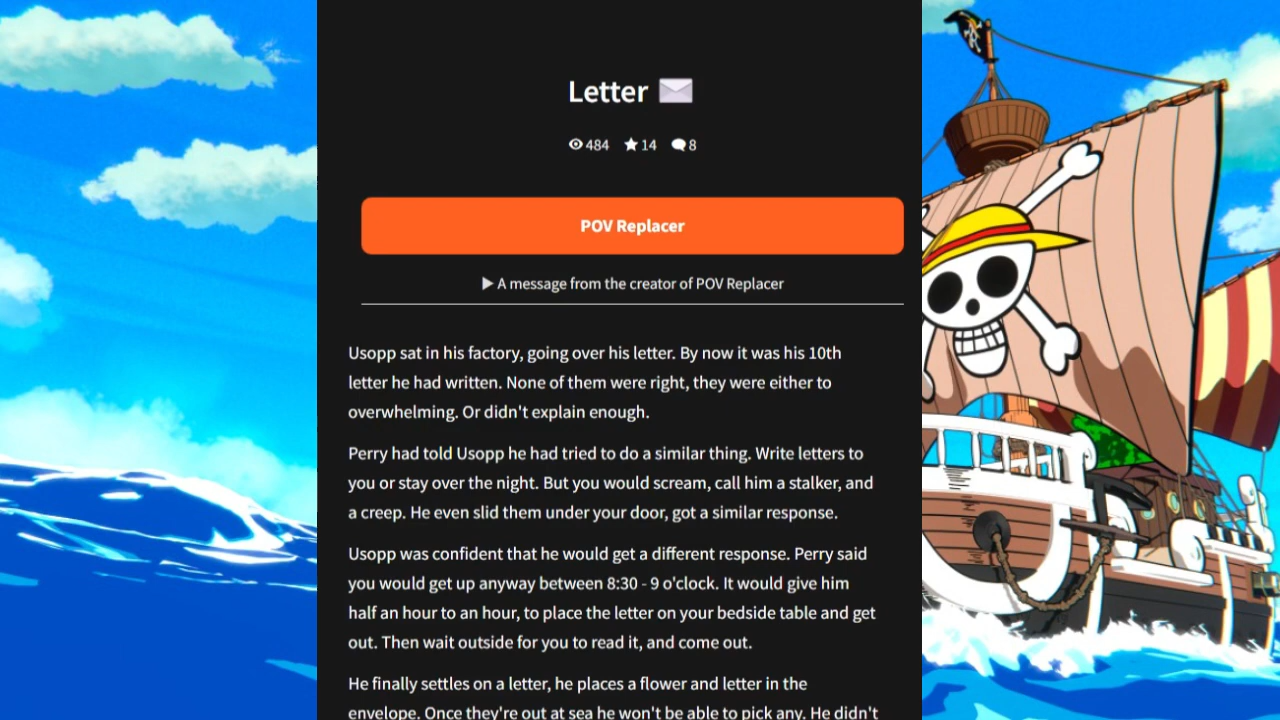 Letter ✉️
484 14 8
POV Replacer
▶ A message from the creator of POV Replacer
Usopp sat in his factory, going over his letter. By now it was his 10th
letter he had written. None of them were right, they were either to
overwhelming. Or didn't explain enough.
Perry had told Usopp he had tried to do a similar thing. Write letters to
you or stay over the night. But you would scream, call him a stalker, and
a creep. He even slid them under your door, got a similar response.
Usopp was confident that he would get a different response. Perry said
you would get up anyway between 8:30 - 9 o'clock. It would give him
half an hour to an hour, to place the letter on your bedside table and get
out. Then wait outside for you to read it, and come out.
He finally settles on a letter, he places a flower and letter in the
envelope. Once they're out at sea he won't be able to pick any. He didn't